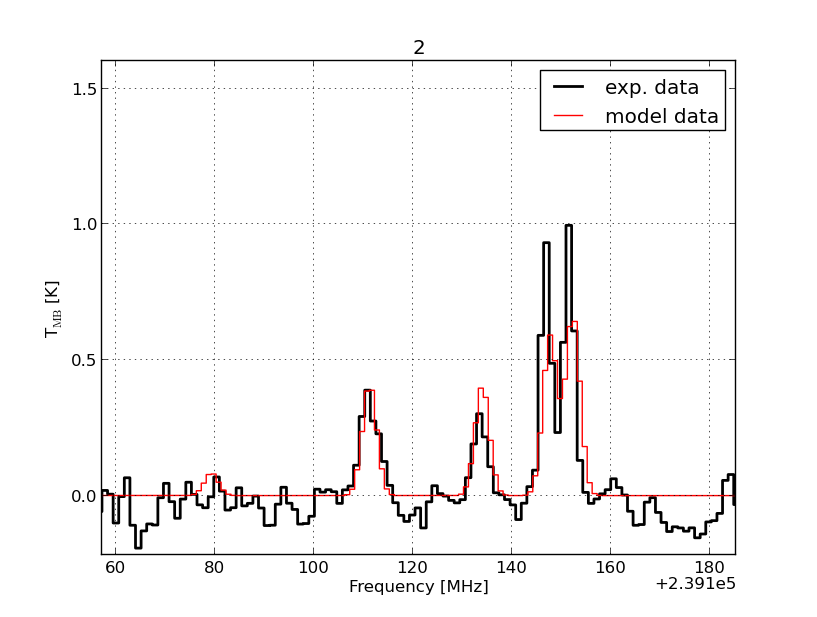 2
exp. data
model data
1.5
1.0
0.5
0.0
T_MB [K]
60 80 100 120 140 160 180
+2.391e5
Frequency [MHz]